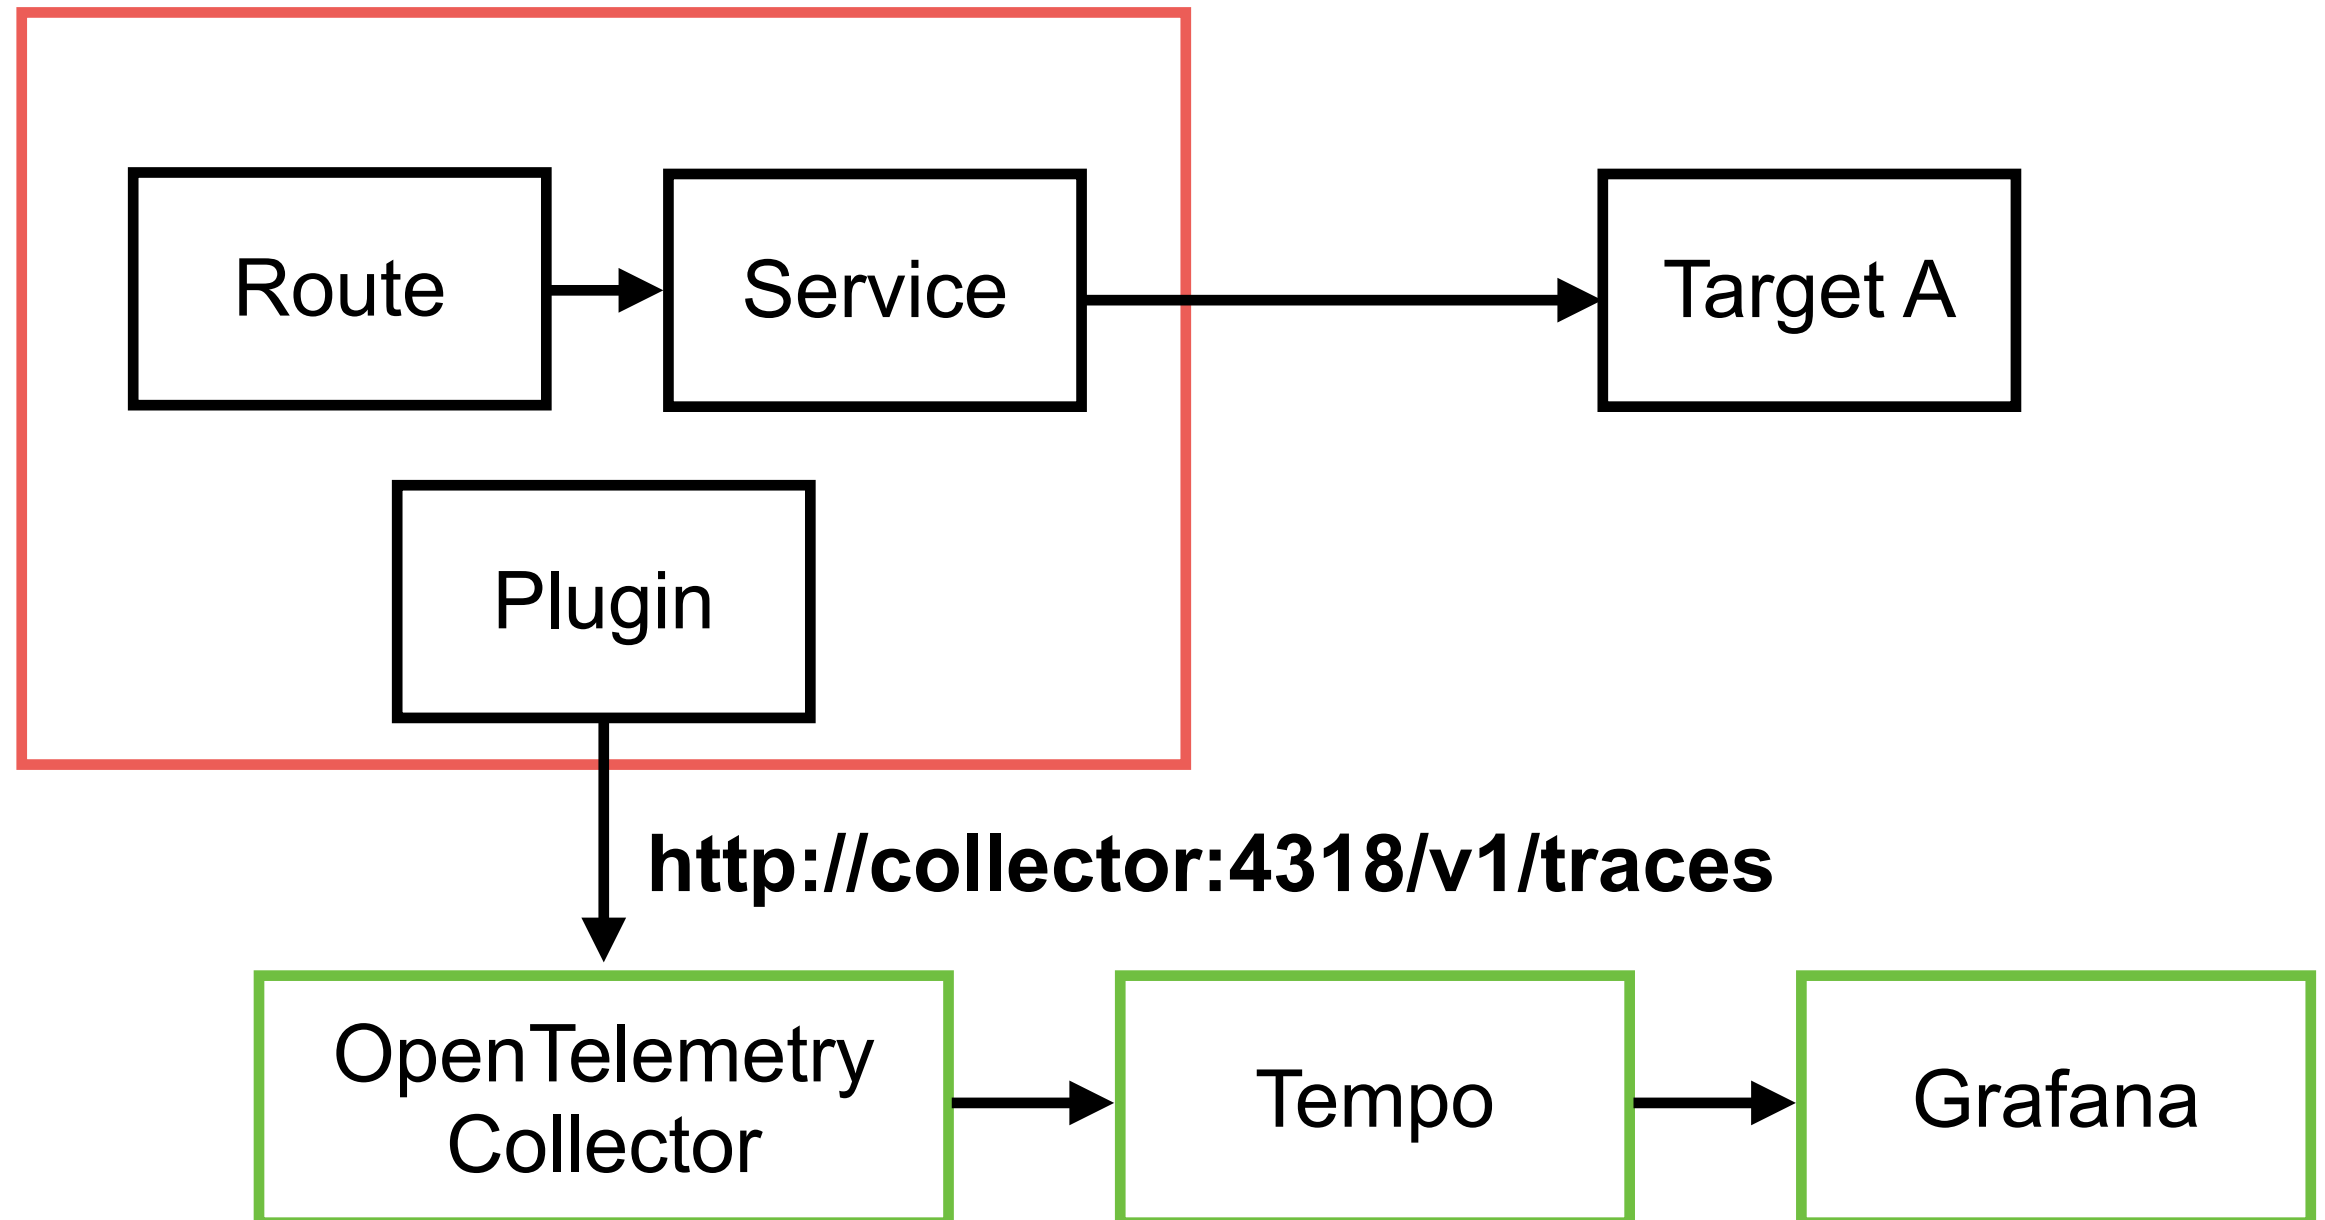 Route
Service
Target A
Plugin
http://collector:4318/v1/traces
OpenTelemetry
Collector
Tempo
Grafana